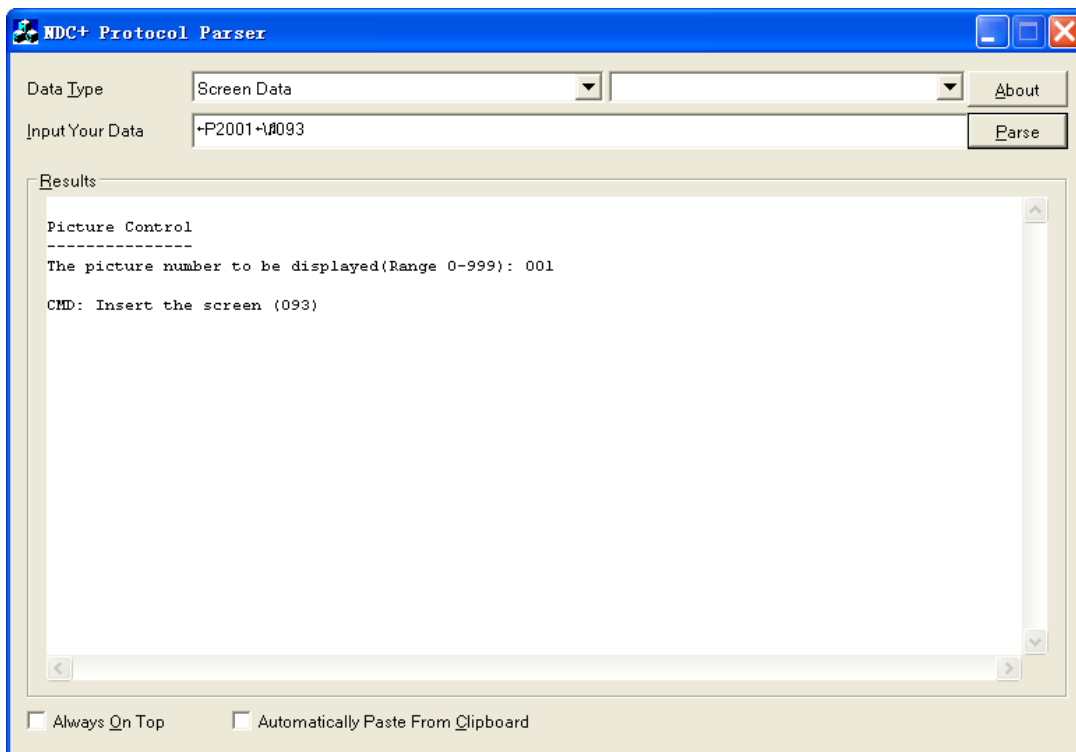 NDC+ Protocol Parser
Data Type Screen Data About
Input Your Data ←P2001←\093 Parse
Results
Picture Control
---------------
The picture number to be displayed(Range 0-999): 001
CMD: Insert the screen (093)
Always On Top Automatically Paste From Clipboard